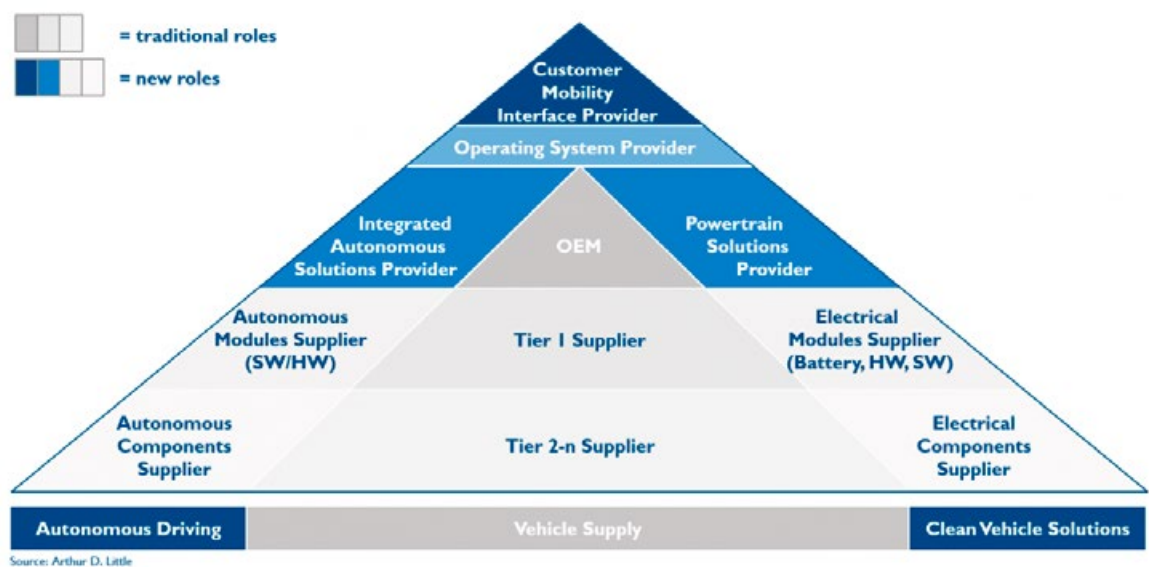 = traditional roles
= new roles
Customer
Mobility
Interface Provider
Operating System Provider
Integrated
Autonomous
Solutions Provider
OEM
Powertrain
Solutions
Provider
Autonomous
Modules Supplier
(SW/HW)
Tier 1 Supplier
Electrical
Modules Supplier
(Battery, HW, SW)
Autonomous
Components
Supplier
Tier 2-n Supplier
Electrical
Components
Supplier
Autonomous Driving
Vehicle Supply
Clean Vehicle Solutions
Source: Arthur D. Little